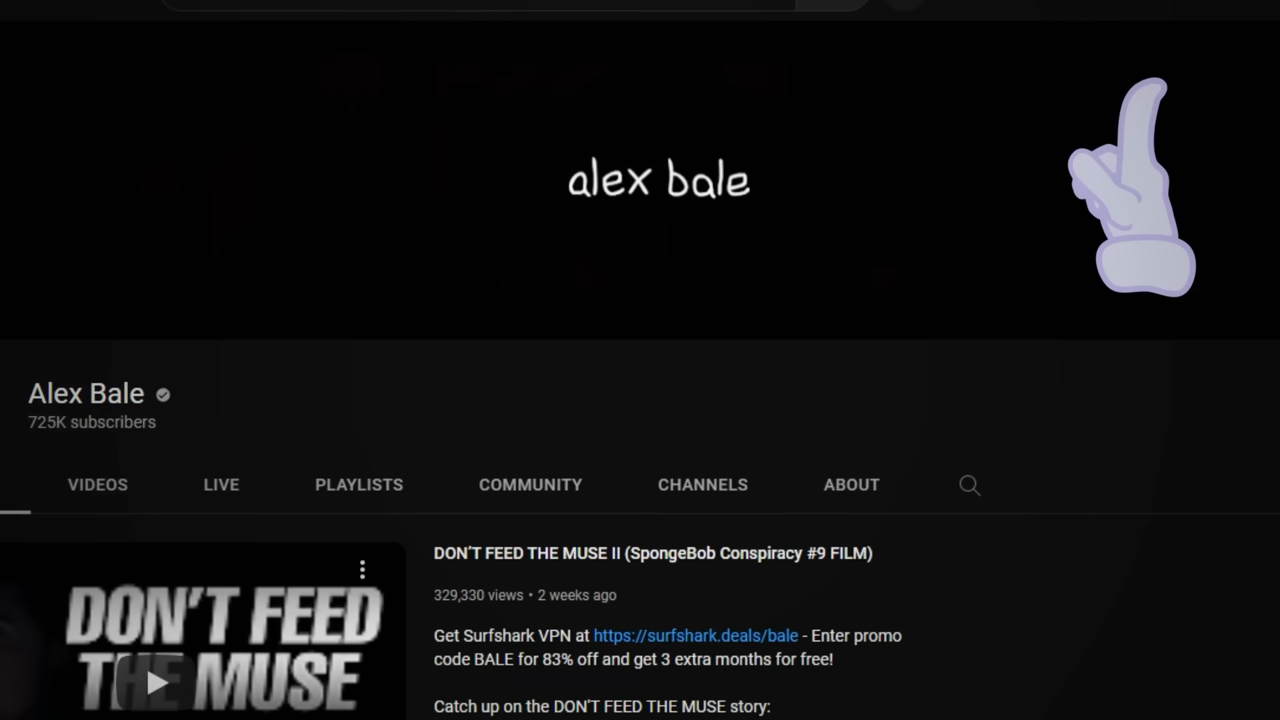 alex bale
Alex Bale
725K subscribers
VIDEOS LIVE PLAYLISTS COMMUNITY CHANNELS ABOUT
DON'T FEED THE MUSE II (SpongeBob Conspiracy #9 FILM)
329,330 views • 2 weeks ago
Get Surfshark VPN at https://surfshark.deals/bale - Enter promo
code BALE for 83% off and get 3 extra months for free!
Catch up on the DON'T FEED THE MUSE story:
DON'T FEED
THE MUSE